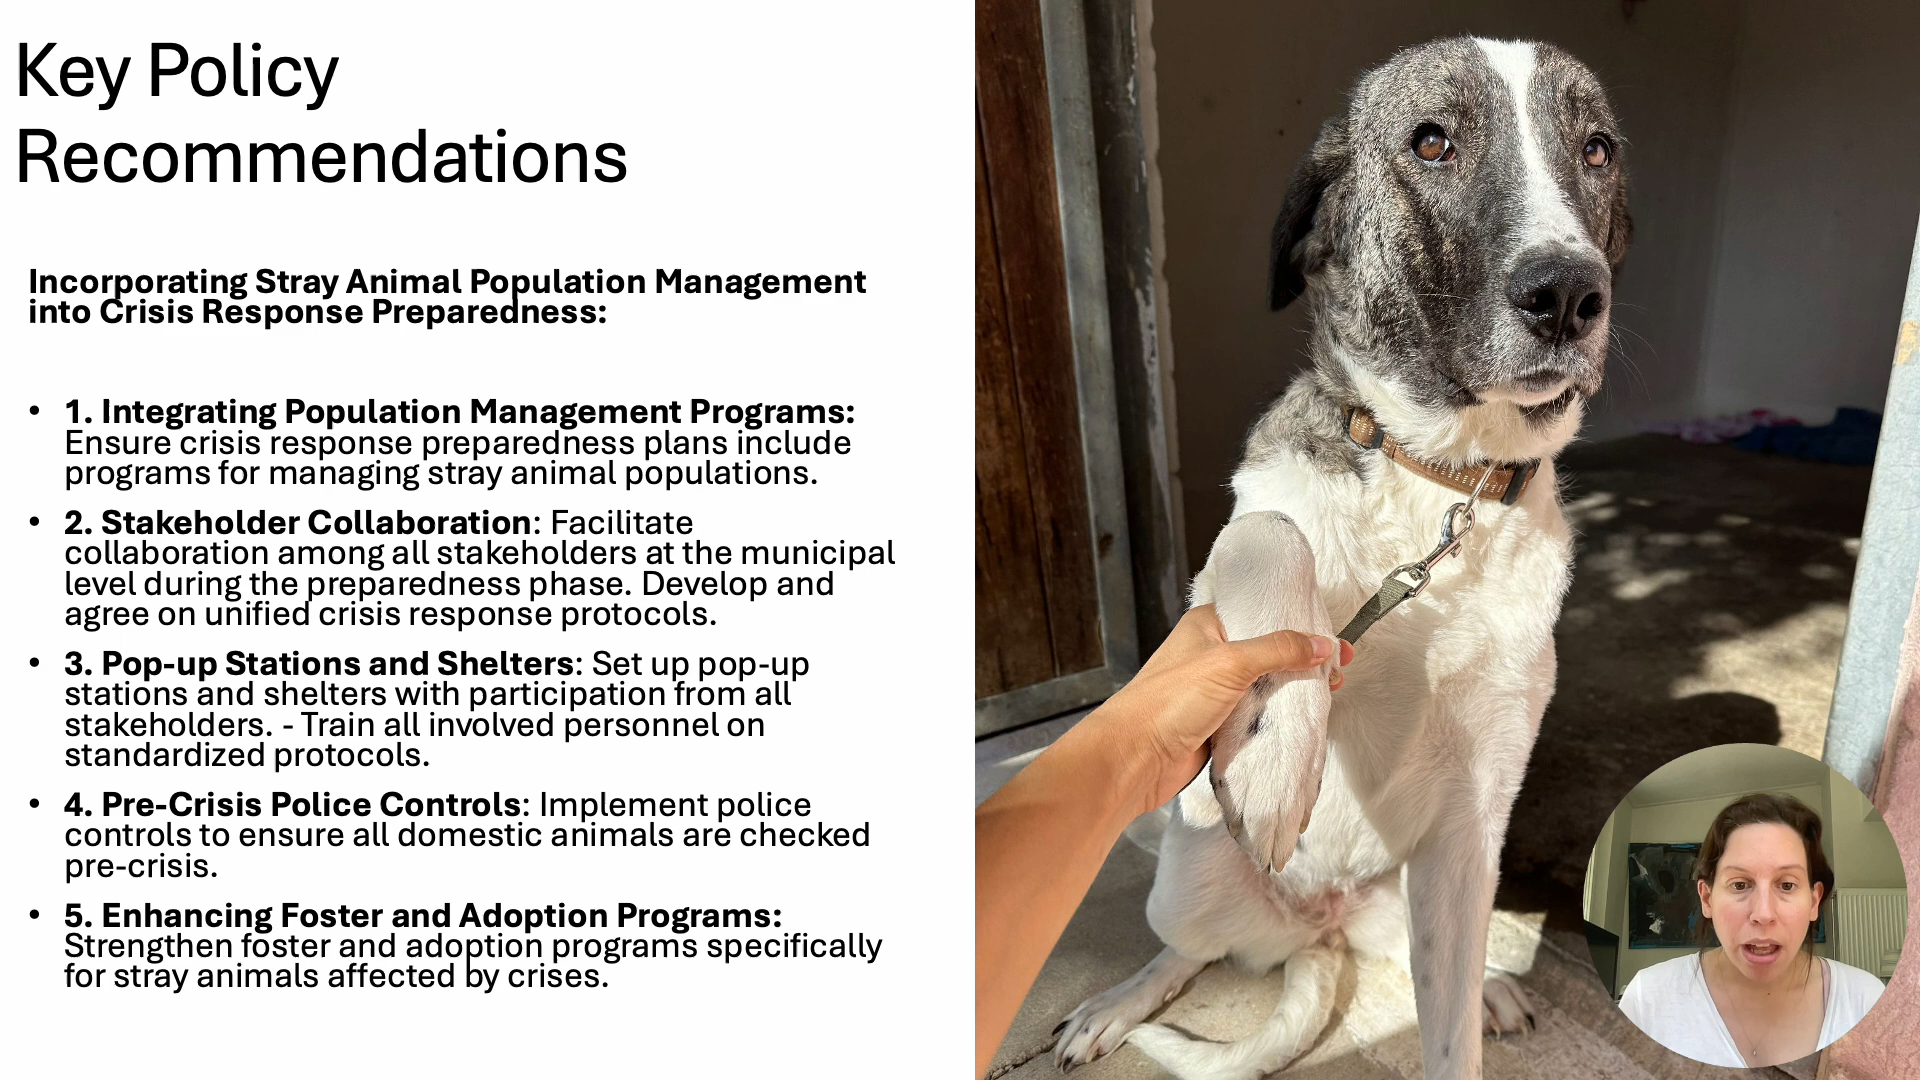 Key Policy
Recommendations
Incorporating Stray Animal Population Management
into Crisis Response Preparedness:
• 1. Integrating Population Management Programs:
Ensure crisis response preparedness plans include
programs for managing stray animal populations.
• 2. Stakeholder Collaboration: Facilitate
collaboration among all stakeholders at the municipal
level during the preparedness phase. Develop and
agree on unified crisis response protocols.
• 3. Pop-up Stations and Shelters: Set up pop-up
stations and shelters with participation from all
stakeholders. - Train all involved personnel on
standardized protocols.
• 4. Pre-Crisis Police Controls: Implement police
controls to ensure all domestic animals are checked
pre-crisis.
• 5. Enhancing Foster and Adoption Programs:
Strengthen foster and adoption programs specifically
for stray animals affected by crises.